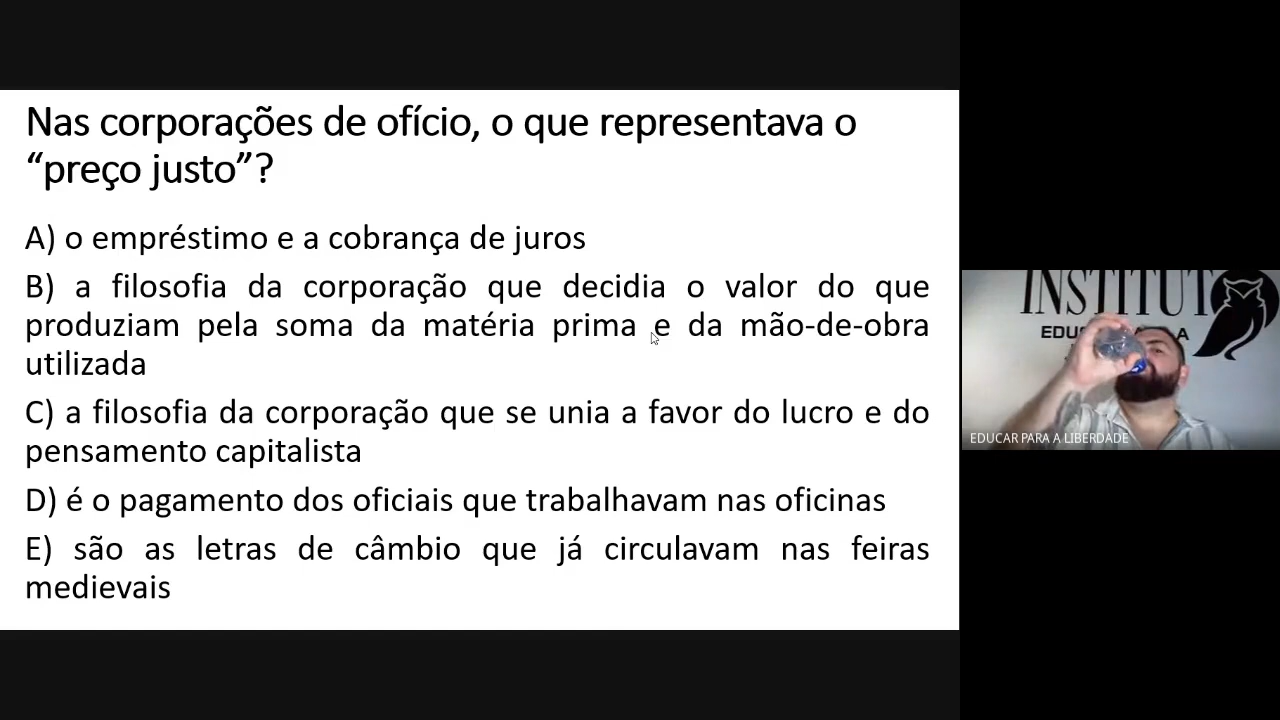 Nas corporações de ofício, o que representava o
“preço justo”?
A) o empréstimo e a cobrança de juros
B) a filosofia da corporação que decidia o valor do que
produziam pela soma da matéria prima e da mão-de-obra
utilizada
C) a filosofia da corporação que se unia a favor do lucro e do
pensamento capitalista
D) é o pagamento dos oficiais que trabalhavam nas oficinas
E) são as letras de câmbio que já circulavam nas feiras
medievais
INSTITUT
EDU A
EDUCAR PARA A LIBERDADE